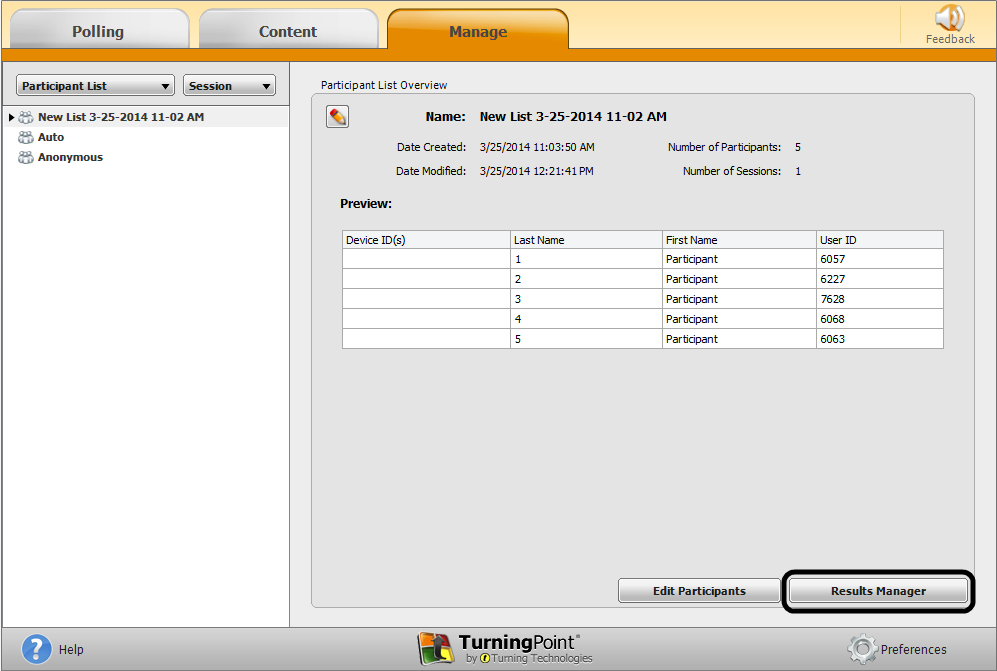 Polling
Content
Manage
Feedback
Participant List
Session
New List 3-25-2014 11-02 AM
Auto
Anonymous
Participant List Overview
Name: New List 3-25-2014 11-02 AM
Date Created: 3/25/2014 11:03:50 AM Number of Participants: 5
Date Modified: 3/25/2014 12:21:41 PM Number of Sessions: 1
Preview:
Device ID(s) Last Name First Name User ID
1 Participant 6057
2 Participant 6227
3 Participant 7628
4 Participant 6068
5 Participant 6063
Edit Participants
Results Manager
? Help
TurningPoint
by Turning Technologies
Preferences